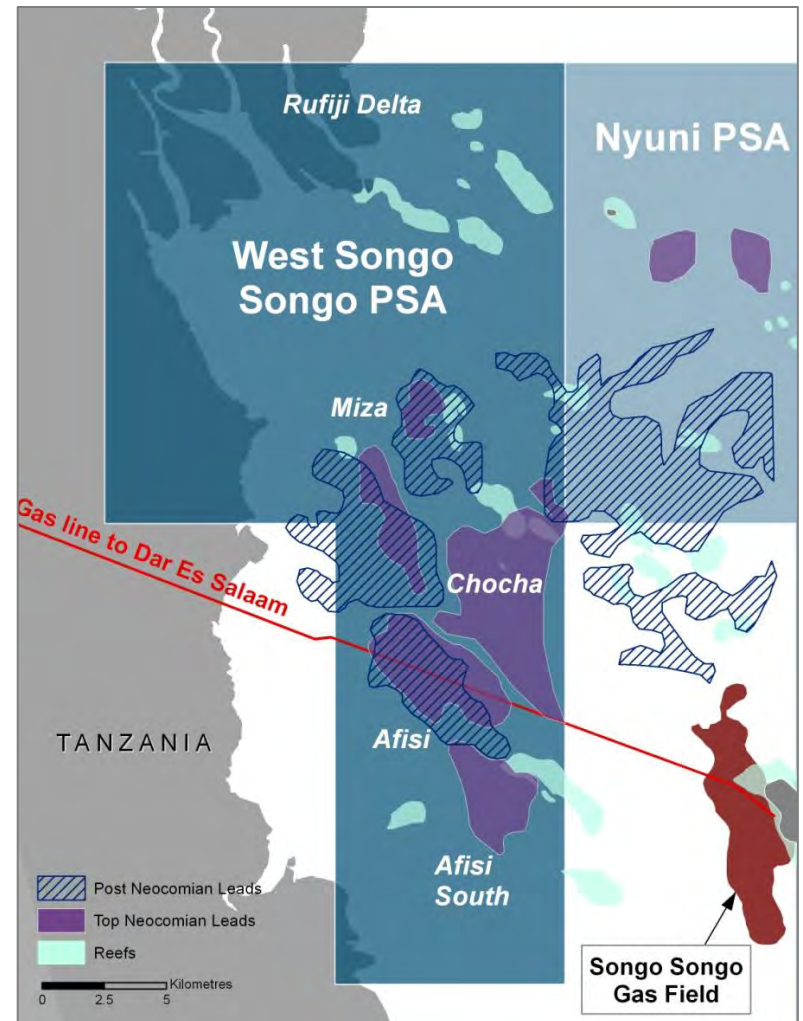 Rufiji Delta
Nyuni PSA
West Songo
Songo PSA
Miza
Gas line to Dar Es Salaam
Chocha
TANZANIA
Afisi
Afisi
South
Post Neocomian Leads
Top Neocomian Leads
Reefs
Kilometres
0 2.5 5
Songo Songo
Gas Field